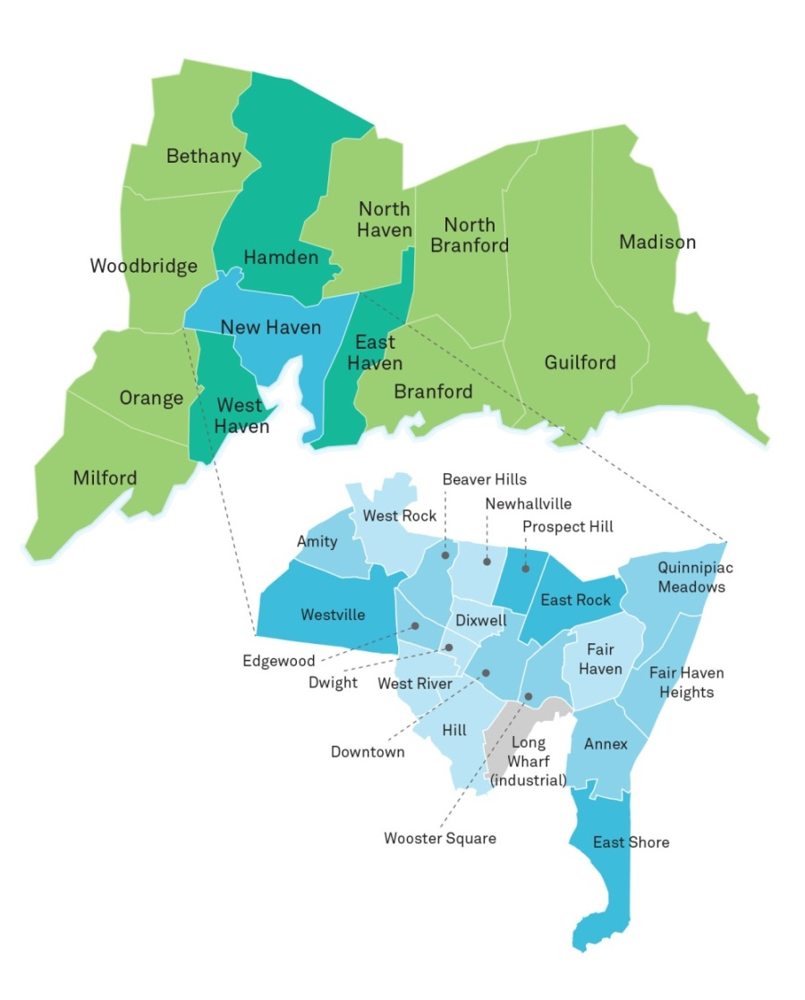 Bethany
North
Haven
North
Branford
Madison
Woodbridge
Hamden
New Haven
East
Haven
Guilford
Orange
West
Haven
Branford
Milford
Beaver Hills
Newhallville
Prospect Hill
West Rock
Amity
Quinnipiac
Meadows
East Rock
Westville
Dixwell
Edgewood
Fair
Haven
Dwight
West River
Fair Haven
Heights
Downtown
Hill
Long
Wharf
(industrial)
Annex
Wooster Square
East Shore